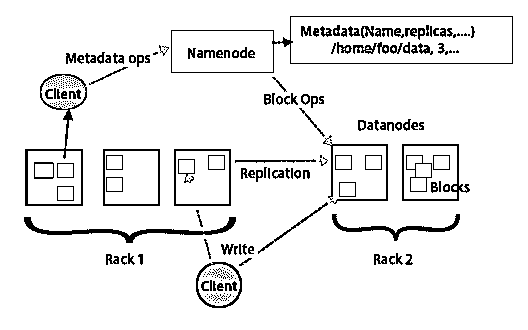 Metadata(Name,replicas,....}
/home/foo/data, 3,...
Metadata ops
Namenode
Client
Block Ops
Datanodes
Replication
Blocks
Rack 1
Write
Rack 2
Client